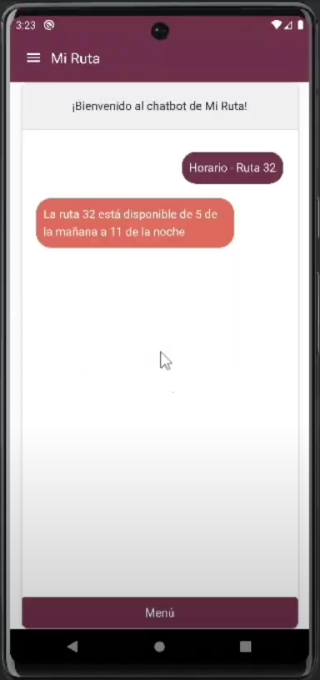 3:23
Mi Ruta
¡Bienvenido al chatbot de Mi Ruta!
Horario - Ruta 32
La ruta 32 está disponible de 5 de
la mañana a 11 de la noche
Menú